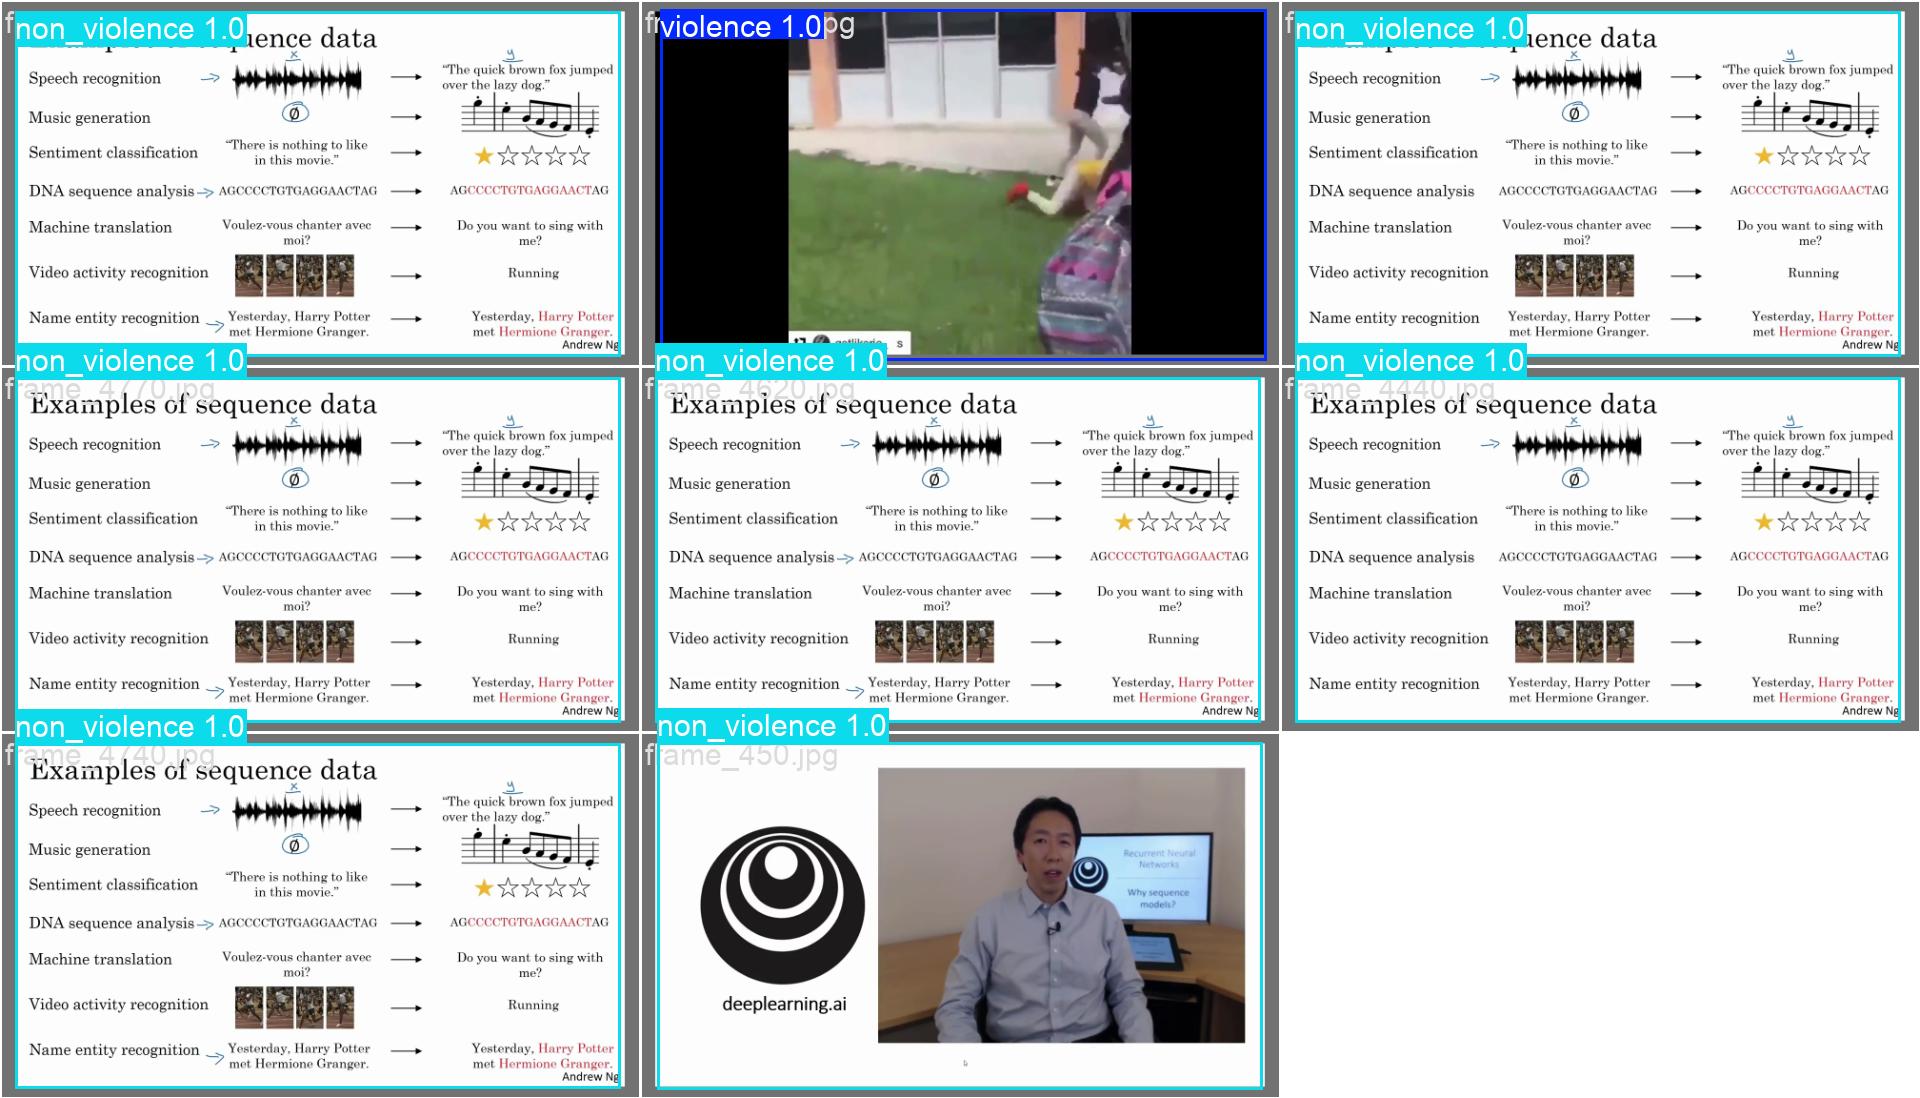 non_violence 1.0
Examples of sequence data
x
y
Speech recognition
"The quick brown fox jumped
over the lazy dog."
Music generation
Ø
Sentiment classification
"There is nothing to like
in this movie."
DNA sequence analysis
AGCCCCTGTGAGGAACTAG
AGCCCCTGTGAGGAACTAG
Machine translation
Voulez-vous chanter avec
moi?
Do you want to sing with
me?
Video activity recognition
Running
Name entity recognition
Yesterday, Harry Potter
met Hermione Granger.
Yesterday, Harry Potter
met Hermione Granger.
Andrew Ng
violence 1.0
non_violence 1.0
uence data
x
y
Speech recognition
"The quick brown fox jumped
over the lazy dog."
Music generation
Ø
Sentiment classification
"There is nothing to like
in this movie."
DNA sequence analysis
AGCCCCTGTGAGGAACTAG
AGCCCCTGTGAGGAACTAG
Machine translation
Voulez-vous chanter avec
moi?
Do you want to sing with
me?
Video activity recognition
Running
Name entity recognition
Yesterday, Harry Potter
met Hermione Granger.
Yesterday, Harry Potter
met Hermione Granger.
Andrew Ng
non_violence 1.0
frame_4770.jpg
Examples of sequence data
x
y
Speech recognition
"The quick brown fox jumped
over the lazy dog."
Music generation
Ø
Sentiment classification
"There is nothing to like
in this movie."
DNA sequence analysis
AGCCCCTGTGAGGAACTAG
AGCCCCTGTGAGGAACTAG
Machine translation
Voulez-vous chanter avec
moi?
Do you want to sing with
me?
Video activity recognition
Running
Name entity recognition
Yesterday, Harry Potter
met Hermione Granger.
Yesterday, Harry Potter
met Hermione Granger.
Andrew Ng
non_violence 1.0
frame_4620.jpg
Examples of sequence data
x
y
Speech recognition
"The quick brown fox jumped
over the lazy dog."
Music generation
Ø
Sentiment classification
"There is nothing to like
in this movie."
DNA sequence analysis
AGCCCCTGTGAGGAACTAG
AGCCCCTGTGAGGAACTAG
Machine translation
Voulez-vous chanter avec
moi?
Do you want to sing with
me?
Video activity recognition
Running
Name entity recognition
Yesterday, Harry Potter
met Hermione Granger.
Yesterday, Harry Potter
met Hermione Granger.
Andrew Ng
non_violence 1.0
frame_4440.jpg
Examples of sequence data
x
y
Speech recognition
"The quick brown fox jumped
over the lazy dog."
Music generation
Ø
Sentiment classification
"There is nothing to like
in this movie."
DNA sequence analysis
AGCCCCTGTGAGGAACTAG
AGCCCCTGTGAGGAACTAG
Machine translation
Voulez-vous chanter avec
moi?
Do you want to sing with
me?
Video activity recognition
Running
Name entity recognition
Yesterday, Harry Potter
met Hermione Granger.
Yesterday, Harry Potter
met Hermione Granger.
Andrew Ng
non_violence 1.0
frame_4740.jpg
Examples of sequence data
x
y
Speech recognition
"The quick brown fox jumped
over the lazy dog."
Music generation
Ø
Sentiment classification
"There is nothing to like
in this movie."
DNA sequence analysis
AGCCCCTGTGAGGAACTAG
AGCCCCTGTGAGGAACTAG
Machine translation
Voulez-vous chanter avec
moi?
Do you want to sing with
me?
Video activity recognition
Running
Name entity recognition
Yesterday, Harry Potter
met Hermione Granger.
Yesterday, Harry Potter
met Hermione Granger.
Andrew Ng
non_violence 1.0
frame_450.jpg
deeplearning.ai
Recurrent Neural
Networks
Why sequence
models?